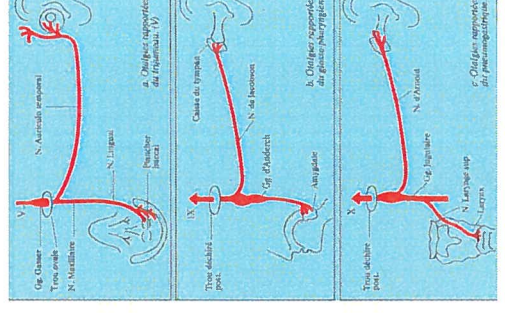 a. Otalgies rapportées
du trijumeau. (V)
N. Auriculo temporal
V
Gg. Gasser
Trou ovale
N. Maxillaire
N. Lingual
Plancher
buccal
b. Otalgies rapportées
du glosso-pharyngien
Caisse du tympan
N. de Jacobson
IX
Gg. d'Andersh
Trou déchiré
post.
Amygdale
c. Otalgies rapportées
du pneumogastrique
N. d'Arnold
X
Gg. Jugulaire
Trou déchiré
post.
N. Laryngé sup.
Larynx